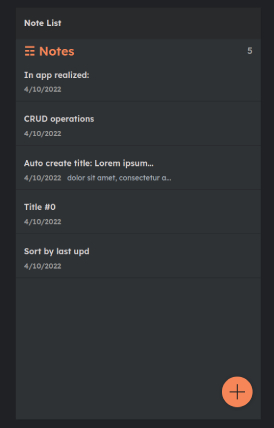 Note List
Notes 5
In app realized:
4/10/2022
CRUD operations
4/10/2022
Auto create title: Lorem ipsum...
4/10/2022 dolor sit amet, consectetur a...
Title #0
4/10/2022
Sort by last upd
4/10/2022